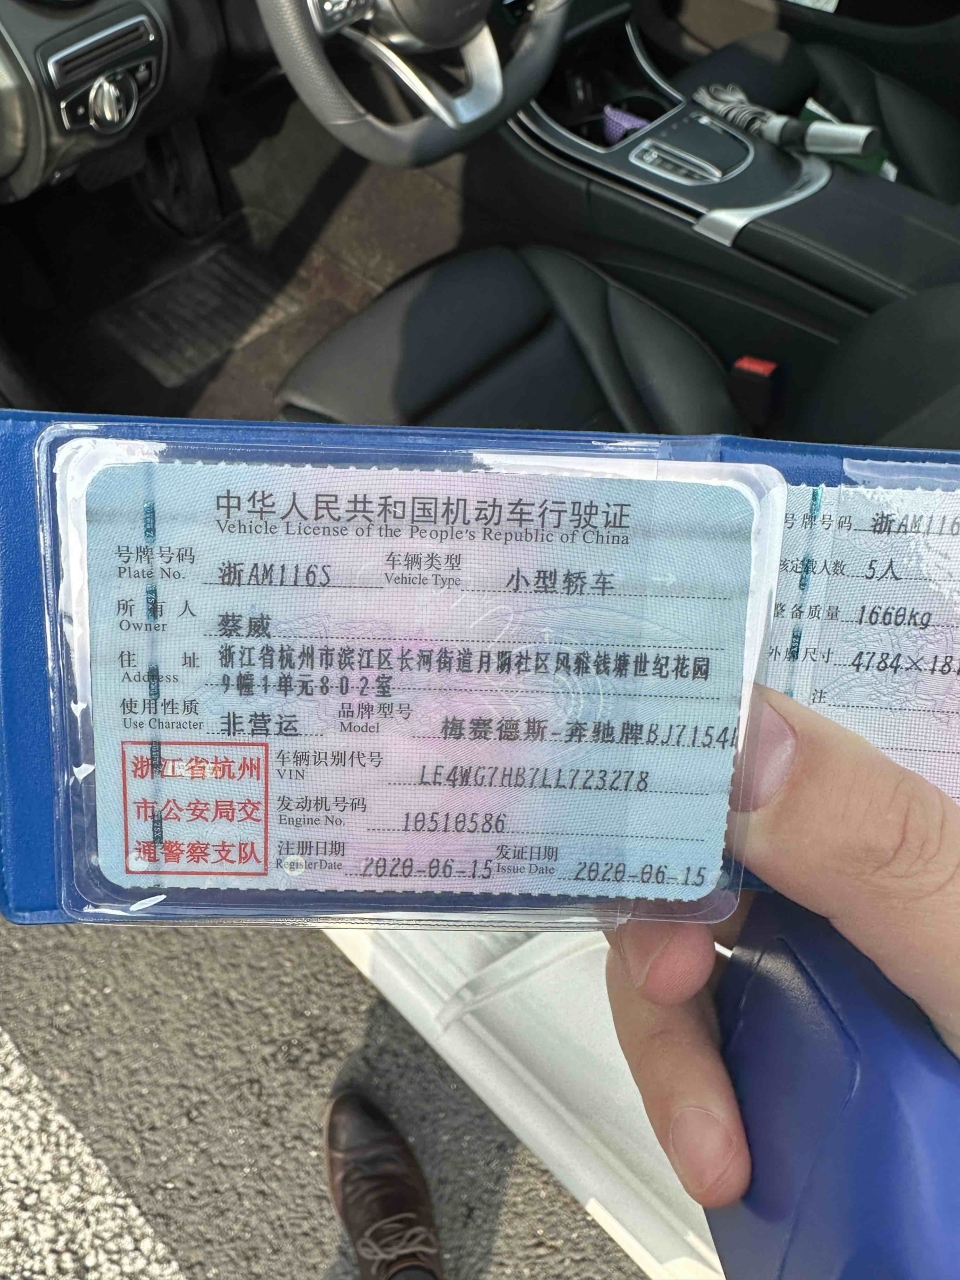 中华人民共和国机动车行驶证
Vehicle License of the People's Republic of China
号牌号码 浙AM116S 车辆类型 小型轿车
Plate No. Vehicle Type
所有人 蔡威
Owner
住址 浙江省杭州市滨江区长河街道月明社区风雅钱塘世纪花园
Address 9幢1单元802室
使用性质 非营运 品牌型号 梅赛德斯-奔驰牌BJ7154
Use Character Model
浙江省杭州
市公安局交
通警察支队
车辆识别代号 LE4WG7HB7LL723278
VIN
发动机号码 10510586
Engine No.
注册日期 2020-06-15 发证日期 2020-06-15
Register Date Issue Date
号牌号码 浙AM116
核定载人数 5人
整备质量 1660kg
外廓尺寸 4784×181
注